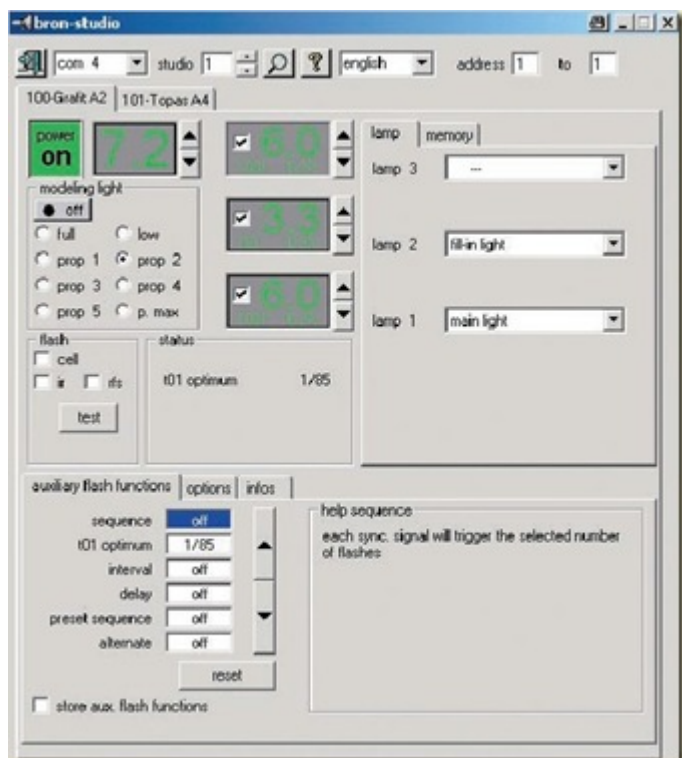 bron-studio
com 4 studio 1 ? english address 1 to 1
100-Grafit A2 101-Topas A4
power
on
7.2
6.0
3.3
6.0
modeling light
off
full low
prop 1 prop 2
prop 3 prop 4
prop 5 p. max
lamp memory
lamp 3 ---
lamp 2 fill-in light
lamp 1 main light
flash
cell
ir rfs
test
status
t01 optimum 1/85
auxiliary flash functions options infos
sequence off
t01 optimum 1/85
interval off
delay off
preset sequence off
alternate off
reset
store aux. flash functions
help sequence
each sync. signal will trigger the selected number
of flashes